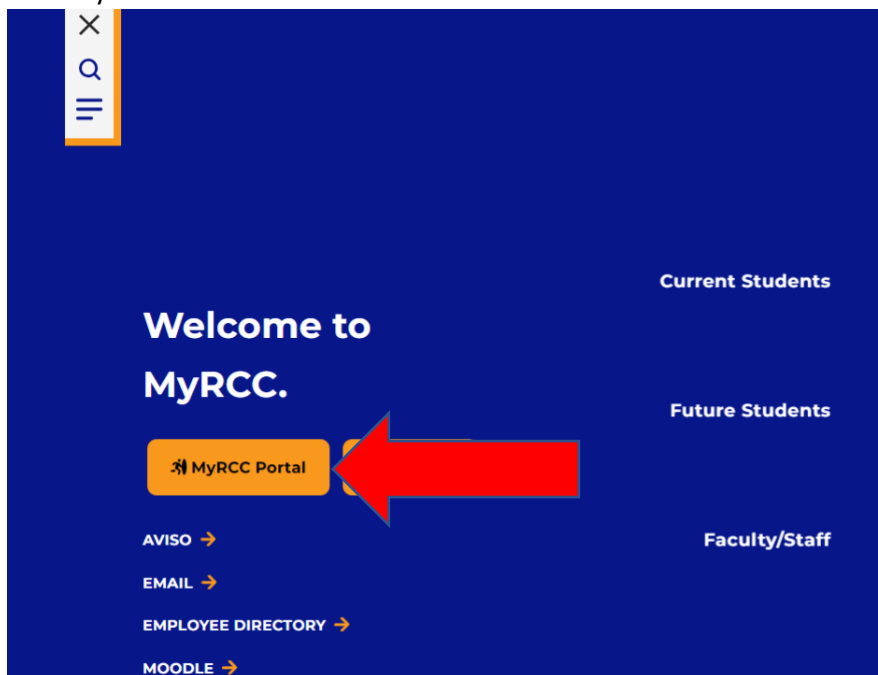 Welcome to
MyRCC.
MyRCC Portal
AVISO →
EMAIL →
EMPLOYEE DIRECTORY →
MOODLE →
Current Students
Future Students
Faculty/Staff